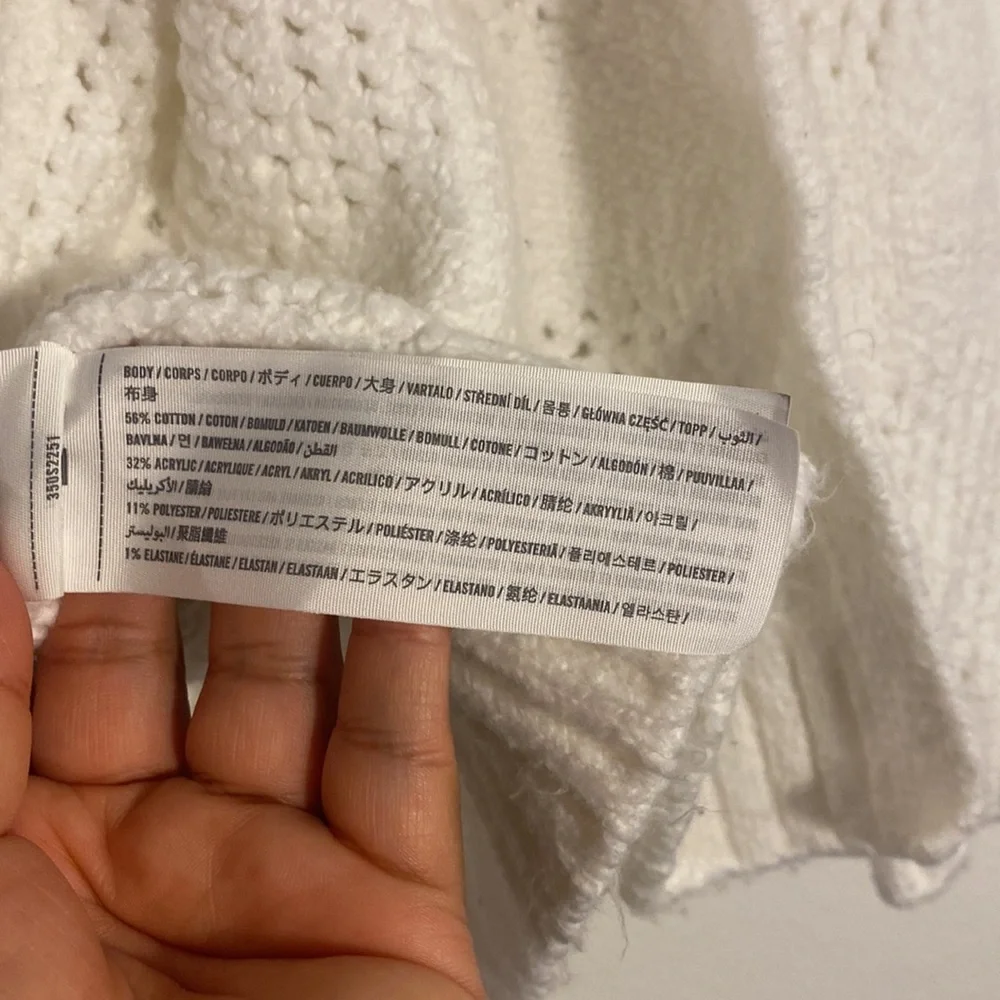 350S2251
BODY / CORPS / CORPO / ボディ / CUERPO / 大身 / VARTALO / STŘEDNÍ DÍL / 몸통 / GŁÓWNA CZĘŚĆ / TOPP / الثوب /
布身
56% COTTON / COTON / BOMULD / KATOEN / BAUMWOLLE / BOMULL / COTONE / コットン / ALGODÓN / 棉 / PUUVILLAA /
BAVLNA / 면 / BAWEŁNA / ALGODÃO / القطن
32% ACRYLIC / ACRYLIQUE / ACRYL / AKRYL / ACRILICO / アクリル / ACRÍLICO / 腈纶 / AKRYYLIÄ / 아크릴 /
الأكريليك / 腈綸
11% POLYESTER / POLIESTERE / ポリエステル / POLIÉSTER / 涤纶 / POLYESTERIÄ / 폴리에스테르 / POLIESTER /
البوليستر / 聚脂纖維
1% ELASTANE / ÉLASTANE / ELASTAN / ELASTAAN / エラスタン / ELASTANO / 氨纶 / ELASTAANIA / 엘라스탄 /